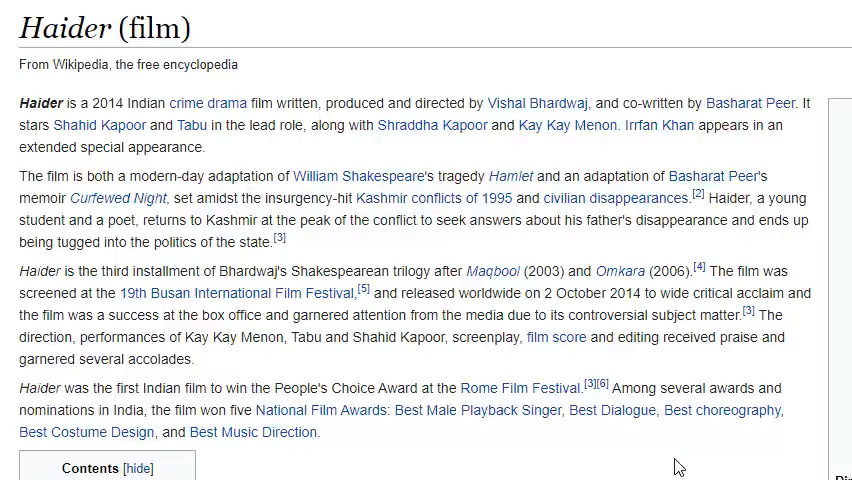 Haider (film)
From Wikipedia, the free encyclopedia
Haider is a 2014 Indian crime drama film written, produced and directed by Vishal Bhardwaj, and co-written by Basharat Peer. It
stars Shahid Kapoor and Tabu in the lead role, along with Shraddha Kapoor and Kay Kay Menon. Irrfan Khan appears in an
extended special appearance.
The film is both a modern-day adaptation of William Shakespeare's tragedy Hamlet and an adaptation of Basharat Peer's
memoir Curfewed Night, set amidst the insurgency-hit Kashmir conflicts of 1995 and civilian disappearances.[2] Haider, a young
student and a poet, returns to Kashmir at the peak of the conflict to seek answers about his father's disappearance and ends up
being tugged into the politics of the state.[3]
Haider is the third installment of Bhardwaj's Shakespearean trilogy after Maqbool (2003) and Omkara (2006).[4] The film was
screened at the 19th Busan International Film Festival,[5] and released worldwide on 2 October 2014 to wide critical acclaim and
the film was a success at the box office and garnered attention from the media due to its controversial subject matter.[3] The
direction, performances of Kay Kay Menon, Tabu and Shahid Kapoor, screenplay, film score and editing received praise and
garnered several accolades.
Haider was the first Indian film to win the People's Choice Award at the Rome Film Festival.[3][6] Among several awards and
nominations in India, the film won five National Film Awards: Best Male Playback Singer, Best Dialogue, Best choreography,
Best Costume Design, and Best Music Direction.
Contents [hide]